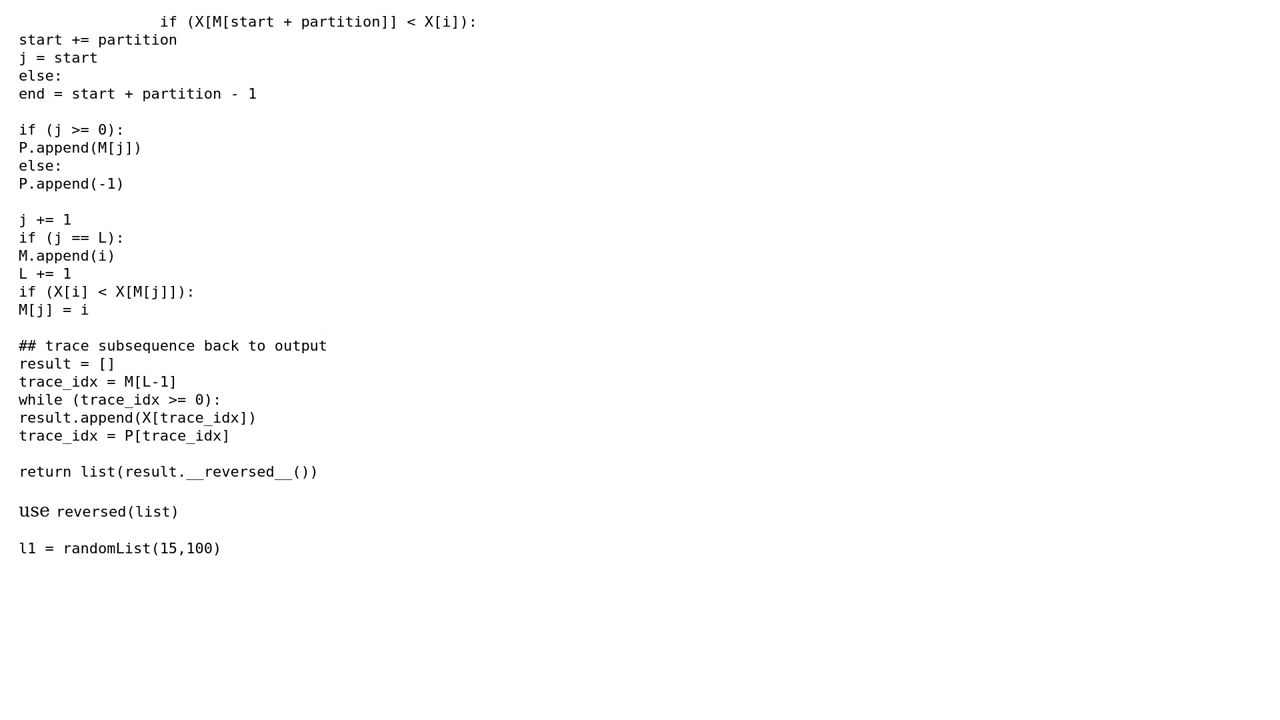 if (X[M[start + partition]] < X[i]):
start += partition
j = start
else:
end = start + partition - 1
if (j >= 0):
P.append(M[j])
else:
P.append(-1)
j += 1
if (j == L):
M.append(i)
L += 1
if (X[i] < X[M[j]]):
M[j] = i
## trace subsequence back to output
result = []
trace_idx = M[L-1]
while (trace_idx >= 0):
result.append(X[trace_idx])
trace_idx = P[trace_idx]
return list(result.__reversed__())
use reversed(list)
l1 = randomList(15,100)